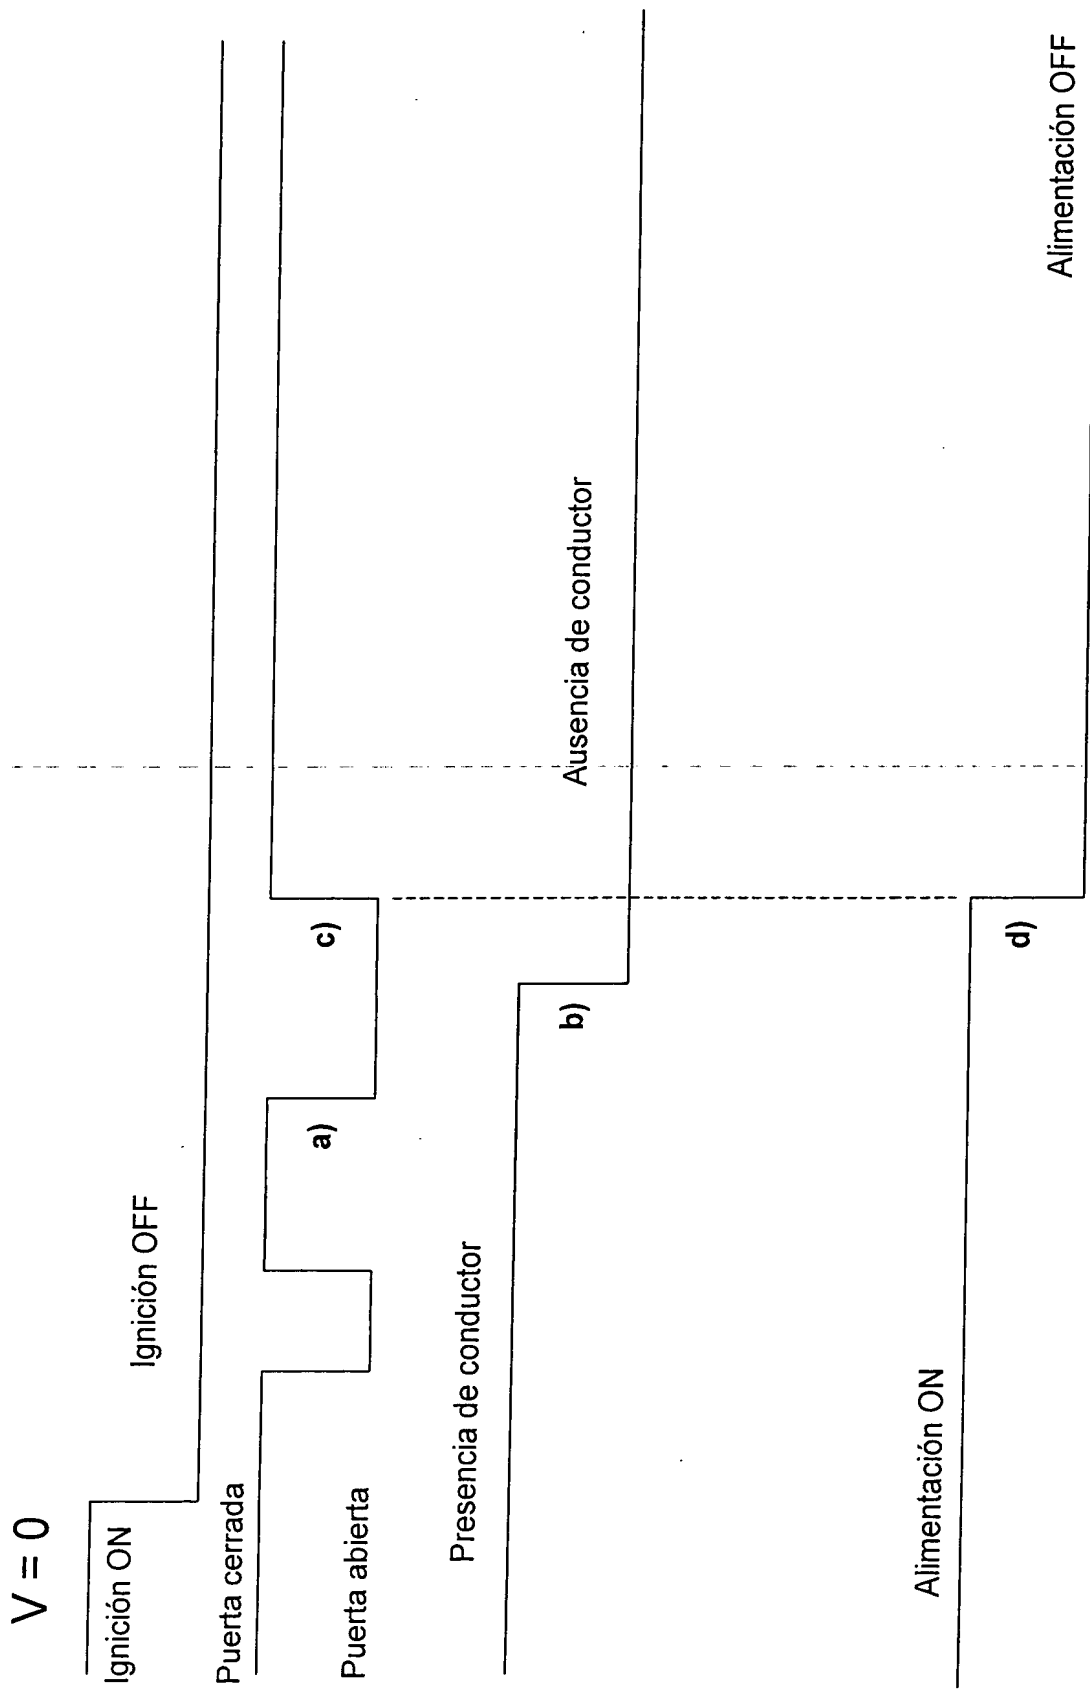 V = 0
Ignición ON
Ignición OFF
Puerta cerrada
Puerta abierta
a)
c)
Presencia de conductor
b)
Ausencia de conductor
Alimentación ON
d)
Alimentación OFF